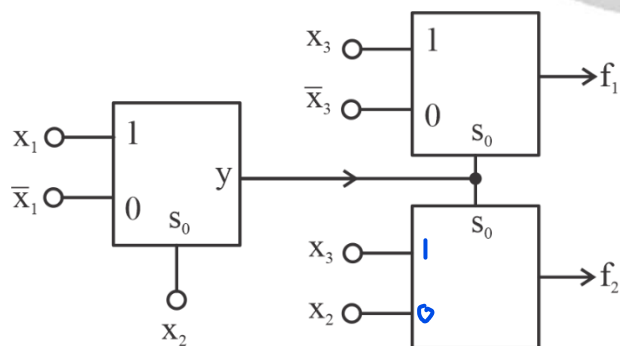 x₃ 1
x̄₃ 0
s₀
f₁
x₁ 1
x̄₁ 0
s₀
y
x₂
s₀
x₃ 1
x₂ 0
f₂